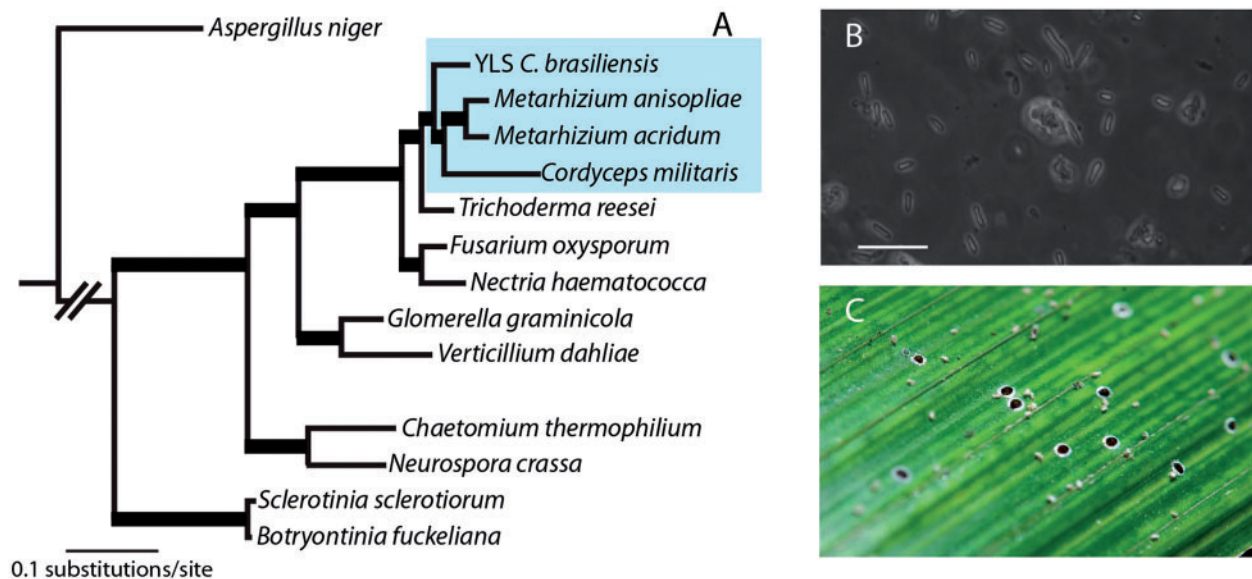 A
Aspergillus niger
YLS C. brasiliensis
Metarhizium anisopliae
Metarhizium acridum
Cordyceps militaris
Trichoderma reesei
Fusarium oxysporum
Nectria haematococca
Glomerella graminicola
Verticillium dahliae
Chaetomium thermophilium
Neurospora crassa
Sclerotinia sclerotiorum
Botryontinia fuckeliana
0.1 substitutions/site
B
C